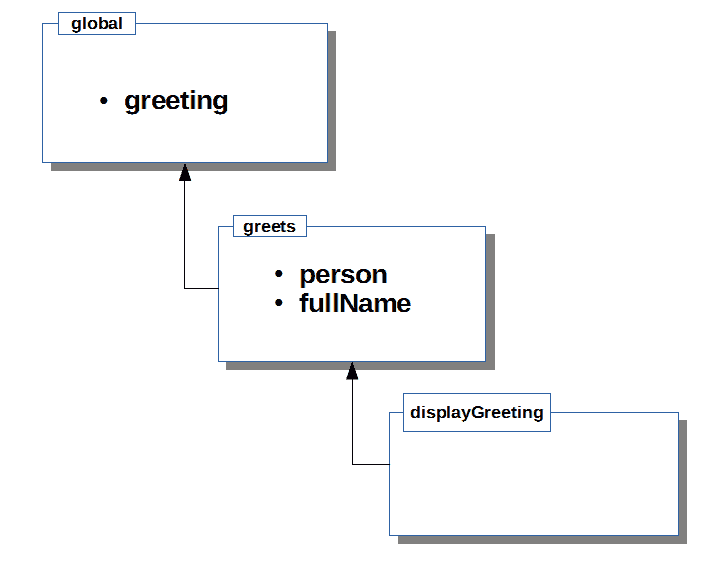 global
• greeting
greets
• person
• fullName
displayGreeting